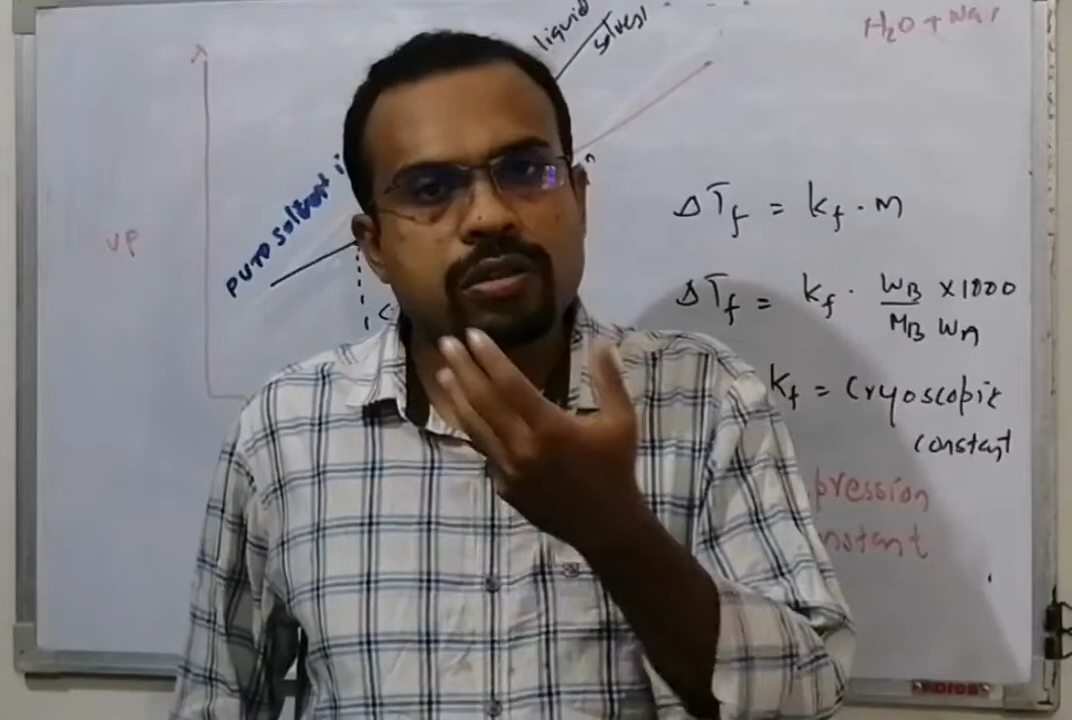 liquid
solvent
H₂O + Nacl
pure solvent i
VP
ΔTf = kf . m
ΔTf = kf . WB × 1000
MB WA
kf = Cryoscopic
constant
pression
nstant